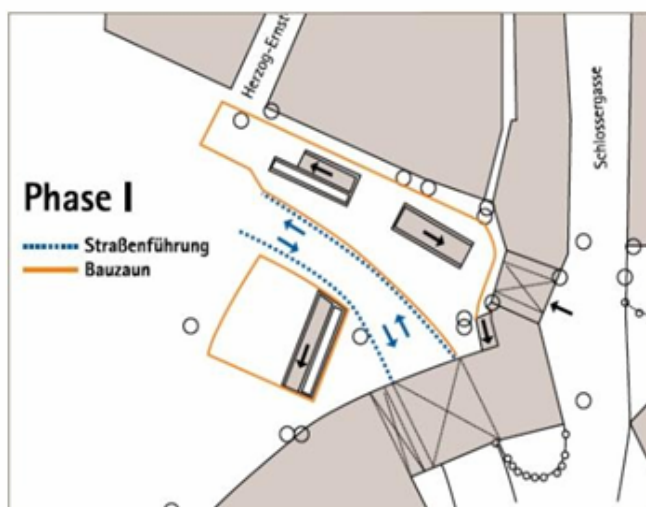 Herzog-Ernst-
Schlossergasse
Phase I
Straßenführung
Bauzaun